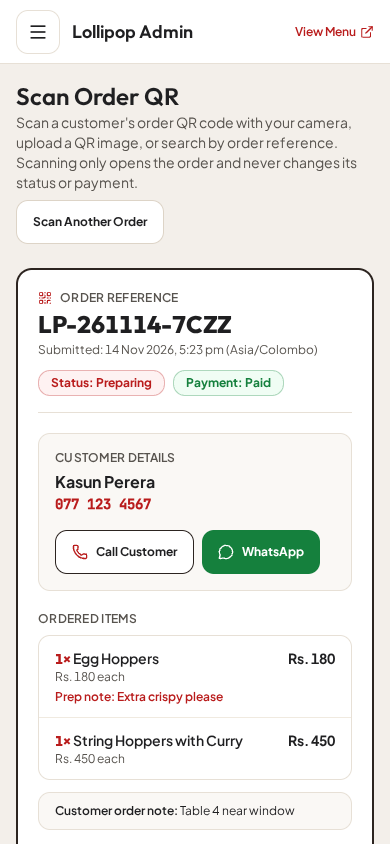 Lollipop Admin
View Menu
Scan Order QR
Scan a customer's order QR code with your camera,
upload a QR image, or search by order reference.
Scanning only opens the order and never changes its
status or payment.
Scan Another Order
ORDER REFERENCE
LP-261114-7CZZ
Submitted: 14 Nov 2026, 5:23 pm (Asia/Colombo)
Status: Preparing
Payment: Paid
CUSTOMER DETAILS
Kasun Perera
077 123 4567
Call Customer
WhatsApp
ORDERED ITEMS
1× Egg Hoppers Rs. 180
Rs. 180 each
Prep note: Extra crispy please
1× String Hoppers with Curry Rs. 450
Rs. 450 each
Customer order note: Table 4 near window